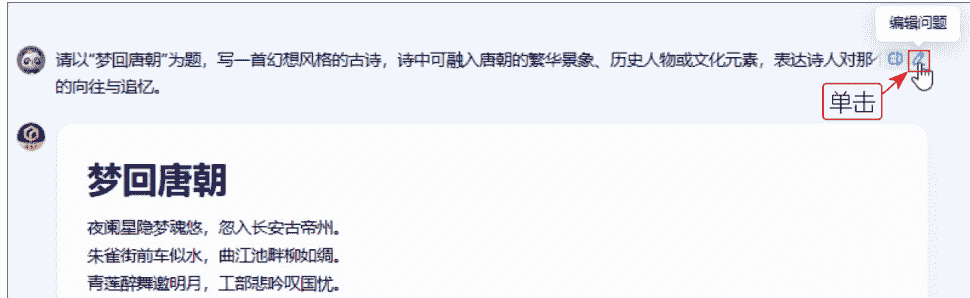 编辑问题
请以“梦回唐朝”为题，写一首幻想风格的古诗，诗中可融入唐朝的繁华景象、历史人物或文化元素，表达诗人对那
的向往与追忆。
单击
梦回唐朝
夜阑星隐梦魂悠，忽入长安古帝州。
朱雀街前车似水，曲江池畔柳如绸。
青莲醉舞邀明月，工部悲吟叹国忧。